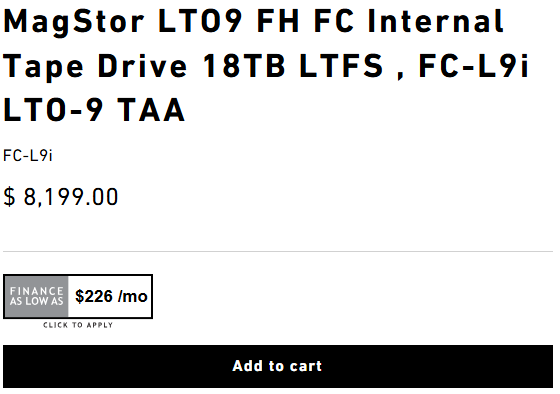 MagStor LTO9 FH FC Internal
Tape Drive 18TB LTFS , FC-L9i
LTO-9 TAA
FC-L9i
$ 8,199.00
FINANCE
AS LOW AS
$226 /mo
CLICK TO APPLY
Add to cart